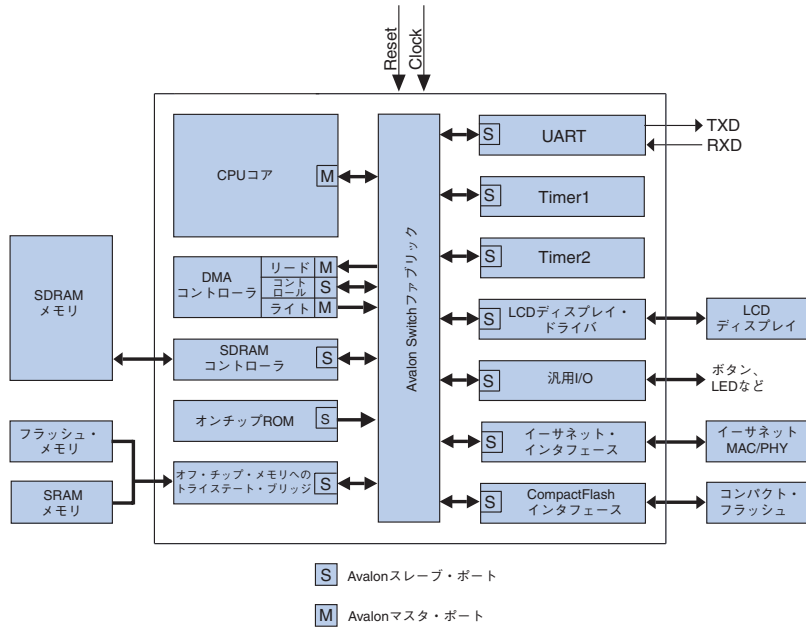 Reset
Clock
CPUコア
M
DMA
コントローラ
リード
M
コント
ロール
S
ライト
M
SDRAM
メモリ
SDRAM
コントローラ
S
オンチップROM
S
フラッシュ・
メモリ
SRAM
メモリ
オフ・チップ・メモリへの
トライステート・ブリッジ
S
Avalon Switchファブリック
S
UART
TXD
RXD
S
Timer1
S
Timer2
S
LCDディスプレイ・
ドライバ
LCD
ディスプレイ
S
汎用I/O
ボタン、
LEDなど
S
イーサネット・
インタフェース
イーサネット
MAC/PHY
S
CompactFlash
インタフェース
コンパクト・
フラッシュ
S
Avalonスレーブ・ポート
M
Avalonマスタ・ポート